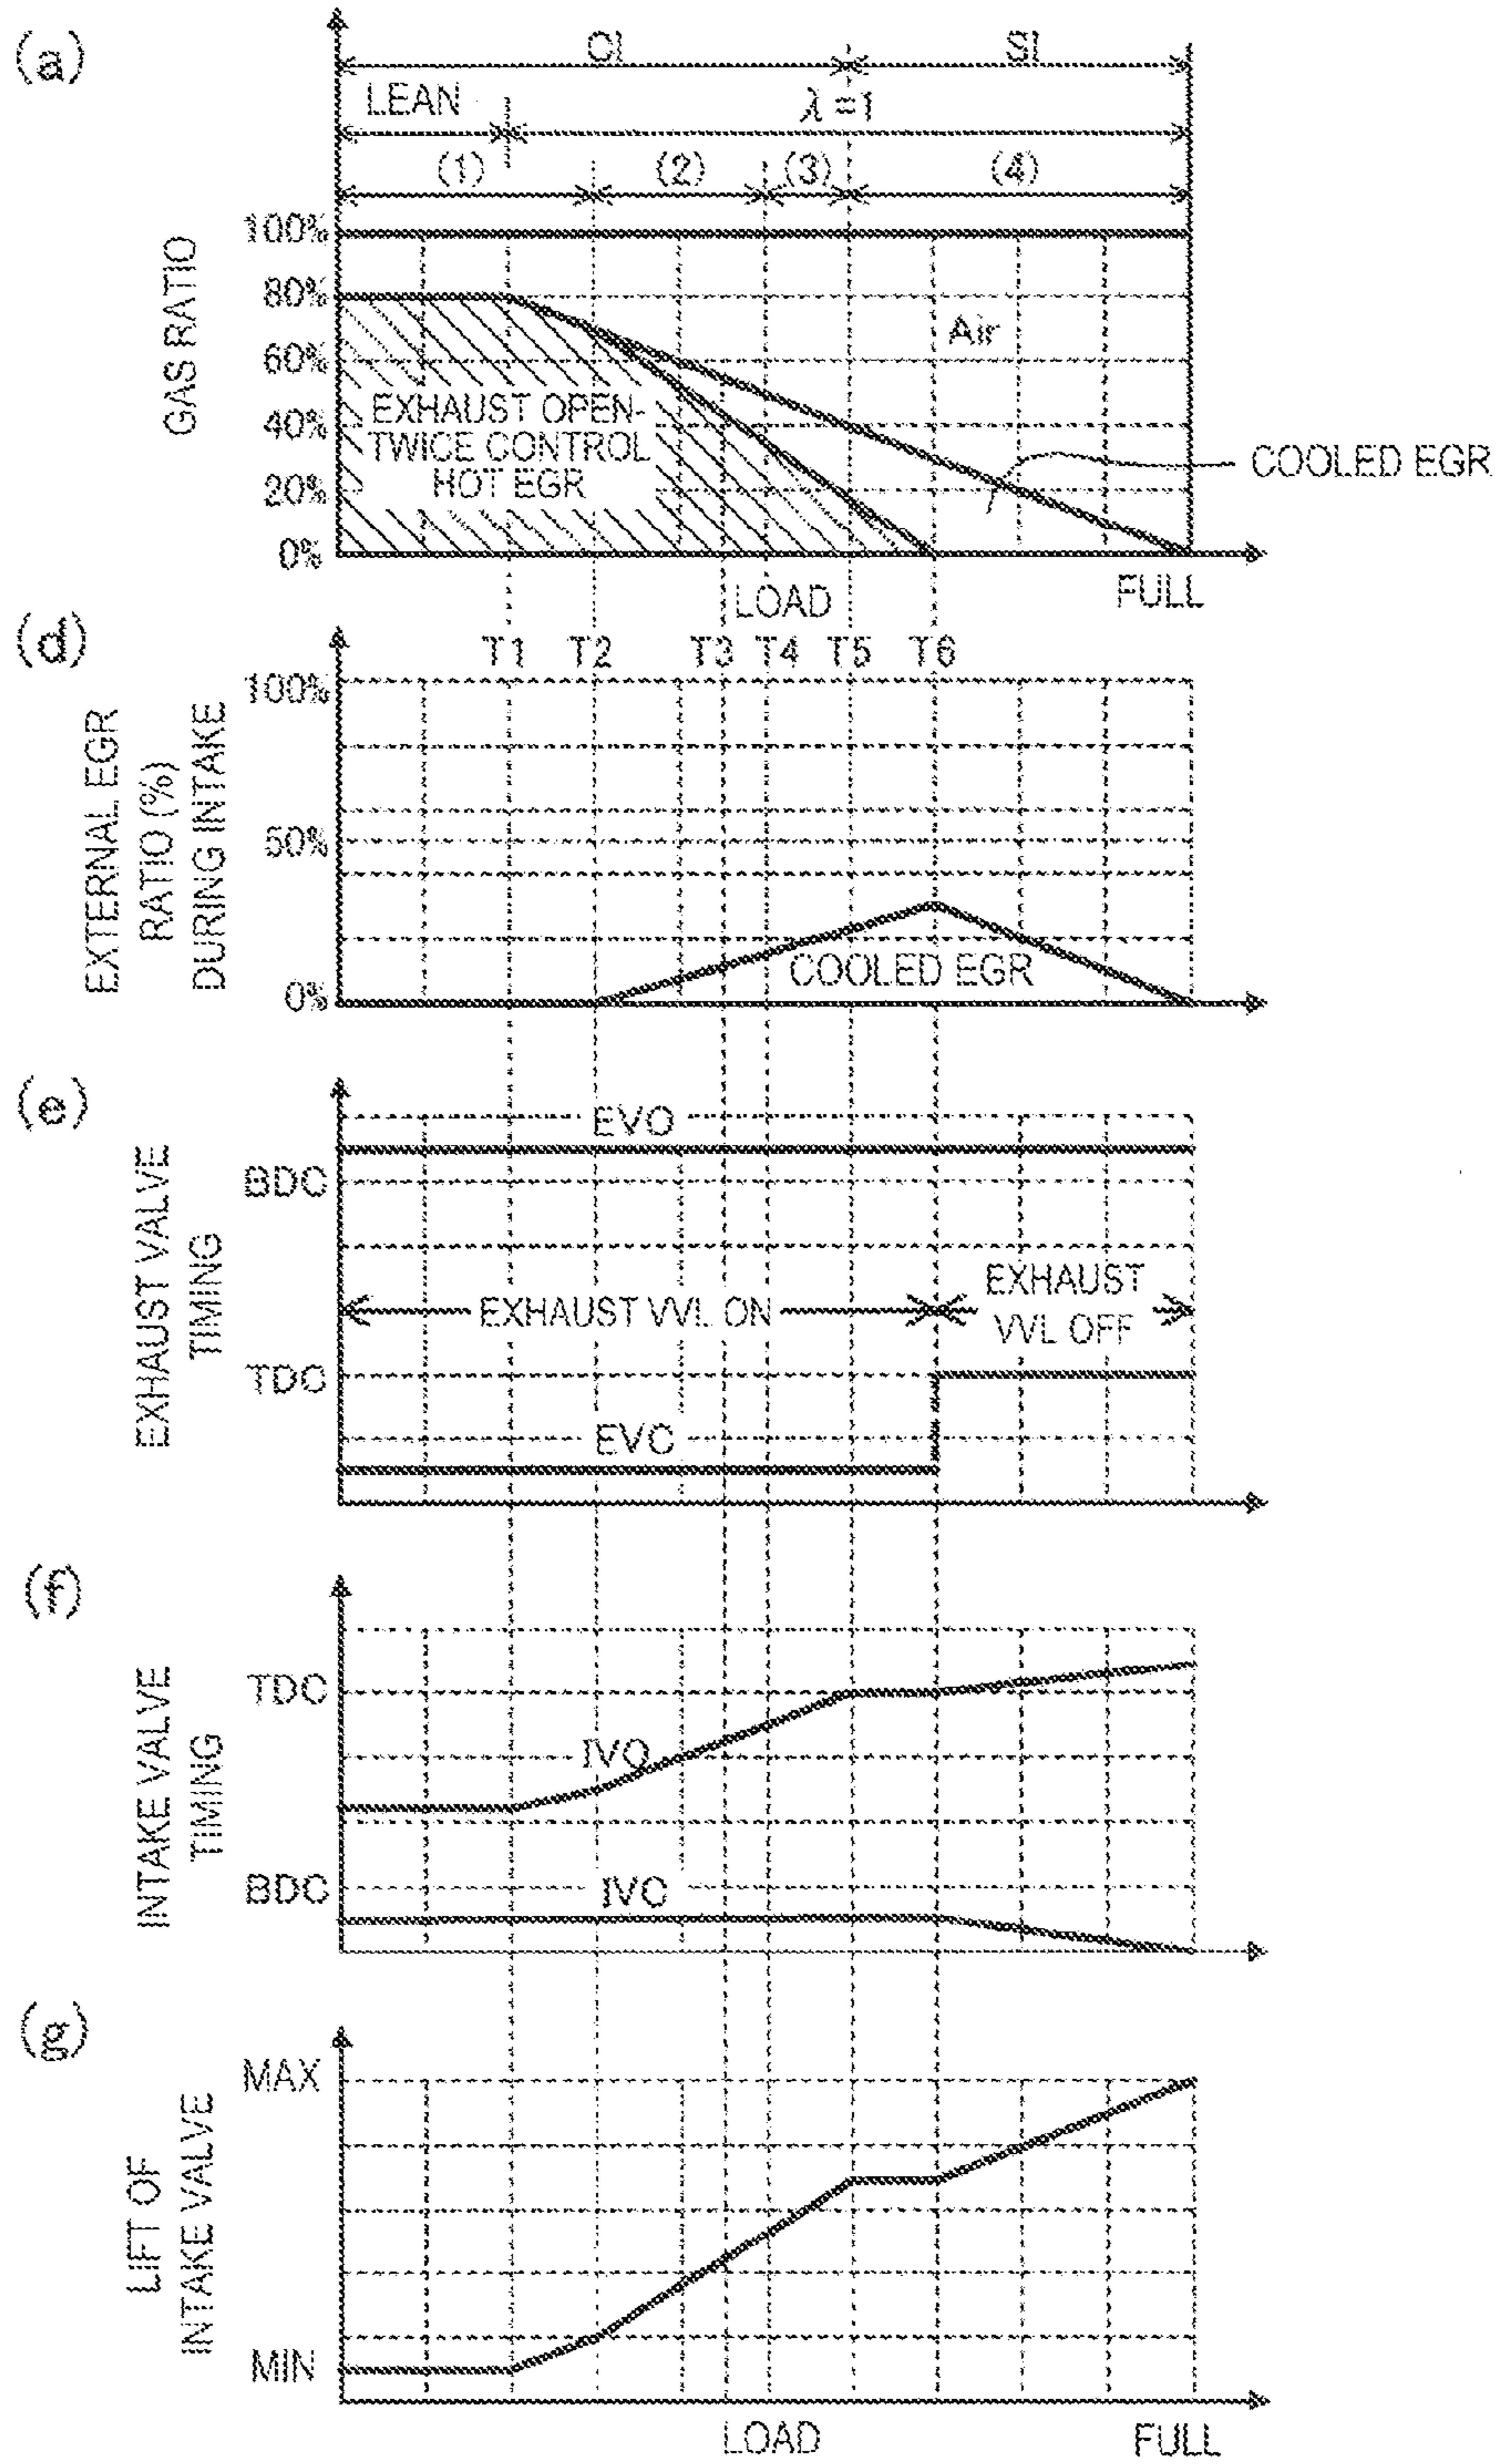 (a)
CI
SI
LEAN
λ=1
(1)
(2)
(3)
(4)
GAS RATIO
100%
80%
60%
40%
20%
0%
Air
EXHAUST OPEN-
TWICE CONTROL
HOT EGR
COOLED EGR
LOAD
FULL
T1
T2
T3
T4
T5
T6
(d)
EXTERNAL EGR
RATIO (%)
DURING INTAKE
100%
50%
0%
COOLED EGR
(e)
EXHAUST VALVE
TIMING
EVO
BDC
EXHAUST VVL ON
EXHAUST
VVL OFF
TDC
EVC
(f)
INTAKE VALVE
TIMING
TDC
IVO
BDC
IVC
(g)
LIFT OF
INTAKE VALVE
MAX
MIN
LOAD
FULL